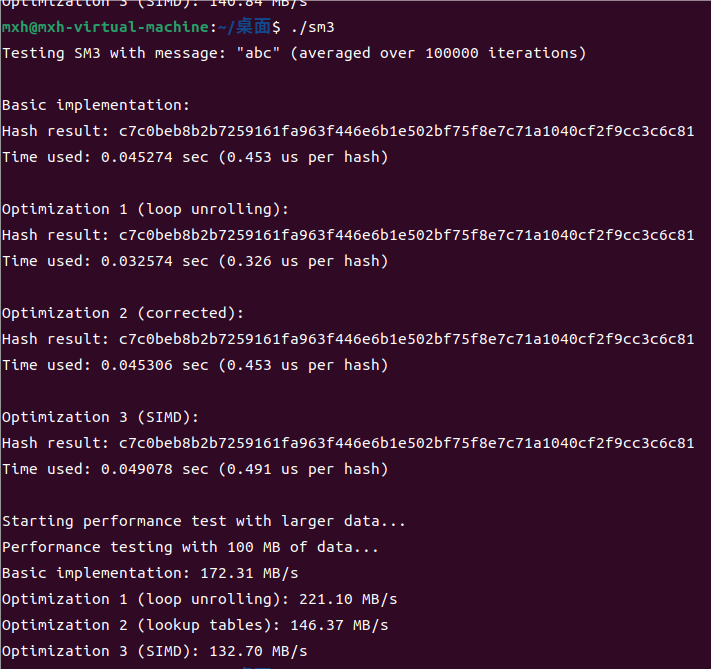 Optimization 3 (SIMD): 140.84 MB/s
mxh@mxh-virtual-machine:~/桌面$ ./sm3
Testing SM3 with message: "abc" (averaged over 100000 iterations)
Basic implementation:
Hash result: c7c0beb8b2b7259161fa963f446e6b1e502bf75f8e7c71a1040cf2f9cc3c6c81
Time used: 0.045274 sec (0.453 us per hash)
Optimization 1 (loop unrolling):
Hash result: c7c0beb8b2b7259161fa963f446e6b1e502bf75f8e7c71a1040cf2f9cc3c6c81
Time used: 0.032574 sec (0.326 us per hash)
Optimization 2 (corrected):
Hash result: c7c0beb8b2b7259161fa963f446e6b1e502bf75f8e7c71a1040cf2f9cc3c6c81
Time used: 0.045306 sec (0.453 us per hash)
Optimization 3 (SIMD):
Hash result: c7c0beb8b2b7259161fa963f446e6b1e502bf75f8e7c71a1040cf2f9cc3c6c81
Time used: 0.049078 sec (0.491 us per hash)
Starting performance test with larger data...
Performance testing with 100 MB of data...
Basic implementation: 172.31 MB/s
Optimization 1 (loop unrolling): 221.10 MB/s
Optimization 2 (lookup tables): 146.37 MB/s
Optimization 3 (SIMD): 132.70 MB/s